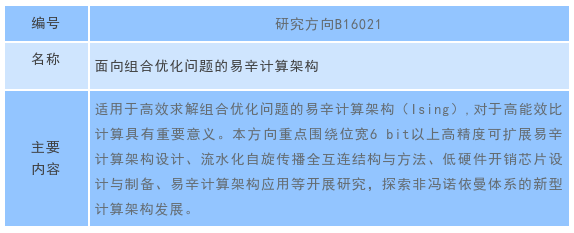 编号
研究方向B16021
名称
面向组合优化问题的易辛计算架构
主要
内容
适用于高效求解组合优化问题的易辛计算架构（Ising）,对于高能效比
计算具有重要意义。本方向重点围绕位宽6 bit以上高精度可扩展易辛
计算架构设计、流水化自旋传播全互连结构与方法、低硬件开销芯片设
计与制备、易辛计算架构应用等开展研究，探索非冯诺依曼体系的新型
计算架构发展。